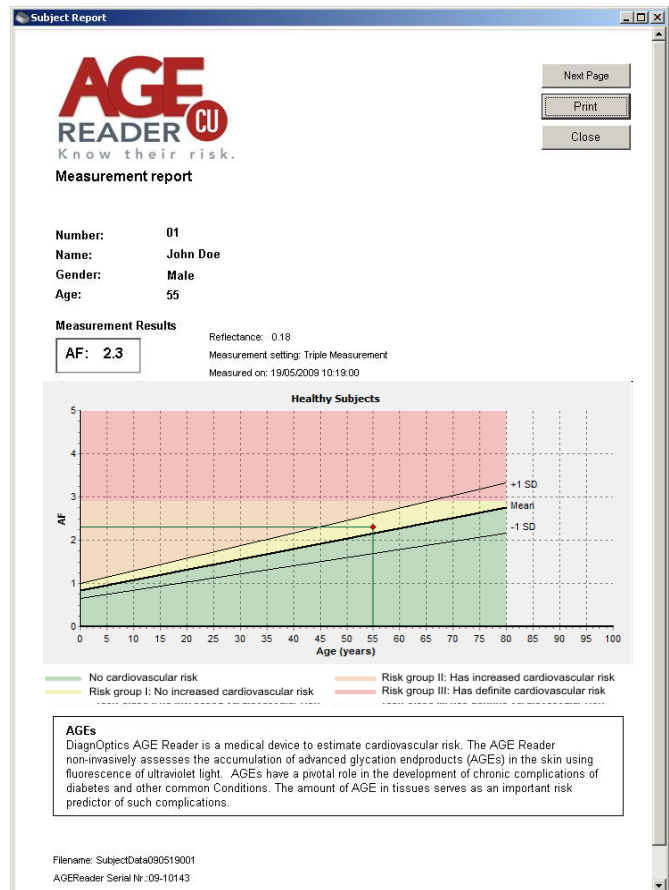 Subject Report
AGE
READER CU
Know their risk.
Next Page
Print
Close
Measurement report
Number: 01
Name: John Doe
Gender: Male
Age: 55
Measurement Results
AF: 2.3
Reflectance: 0.18
Measurement setting: Triple Measurement
Measured on: 19/05/2009 10:19:00
Healthy Subjects
5
4
3
2
1
0
AF
+1 SD
Mean
-1 SD
0 5 10 15 20 25 30 35 40 45 50 55 60 65 70 75 80 85 90 95 100
Age (years)
No cardiovascular risk
Risk group I: No increased cardiovascular risk
Risk group II: Has increased cardiovascular risk
Risk group III: Has definite cardiovascular risk
AGEs
DiagnOptics AGE Reader is a medical device to estimate cardiovascular risk. The AGE Reader
non-invasively assesses the accumulation of advanced glycation endproducts (AGEs) in the skin using
fluorescence of ultraviolet light. AGEs have a pivotal role in the development of chronic complications of
diabetes and other common Conditions. The amount of AGE in tissues serves as an important risk
predictor of such complications.
Filename: SubjectData090519001
AGEReader Serial Nr.:09-10143